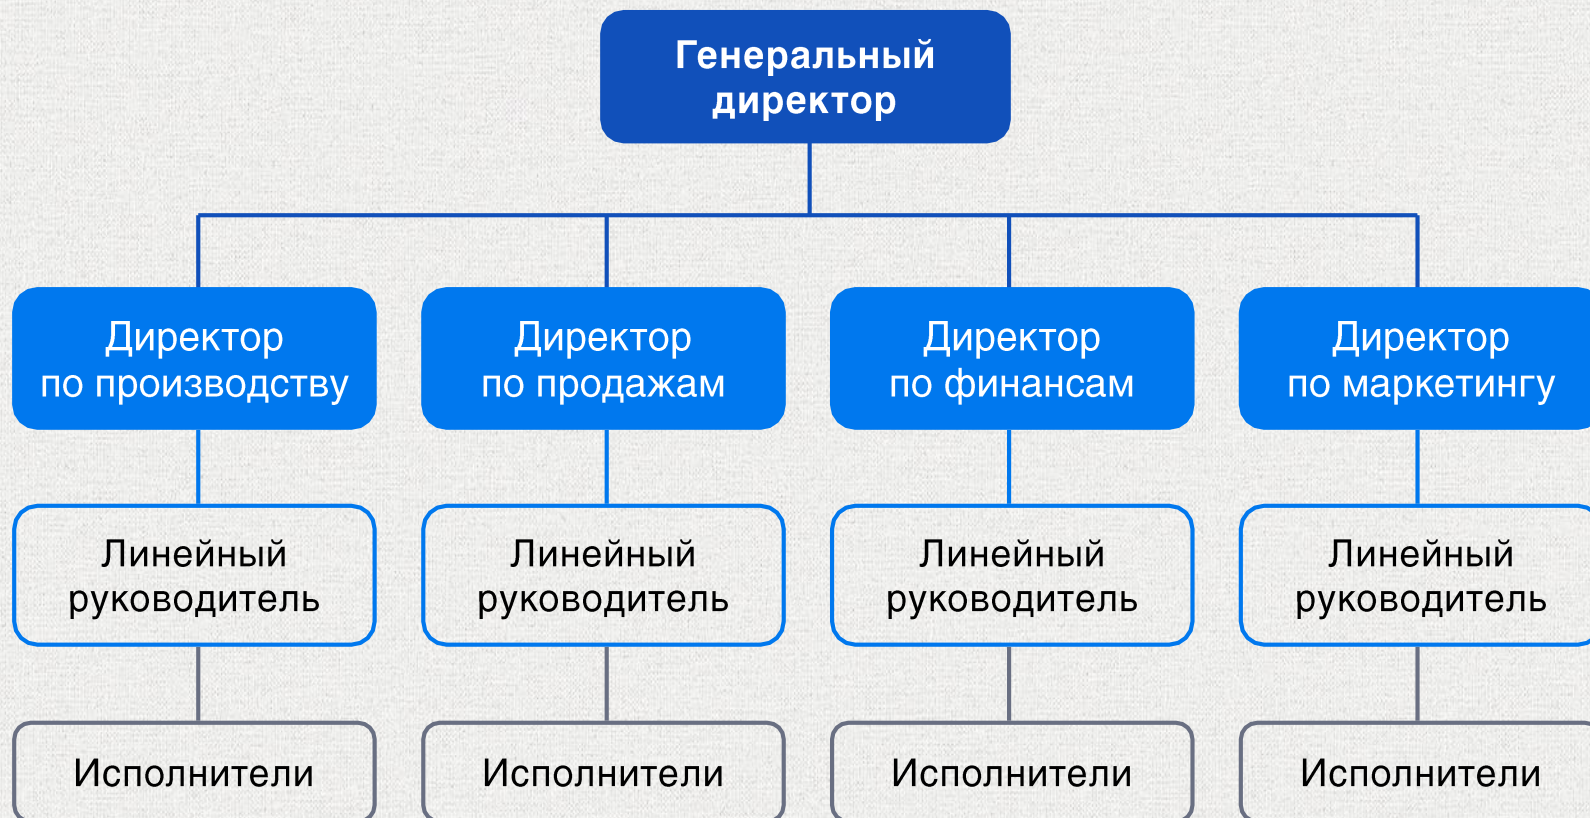 Генеральный
директор
Директор
по производству
Директор
по продажам
Директор
по финансам
Директор
по маркетингу
Линейный
руководитель
Линейный
руководитель
Линейный
руководитель
Линейный
руководитель
Исполнители
Исполнители
Исполнители
Исполнители